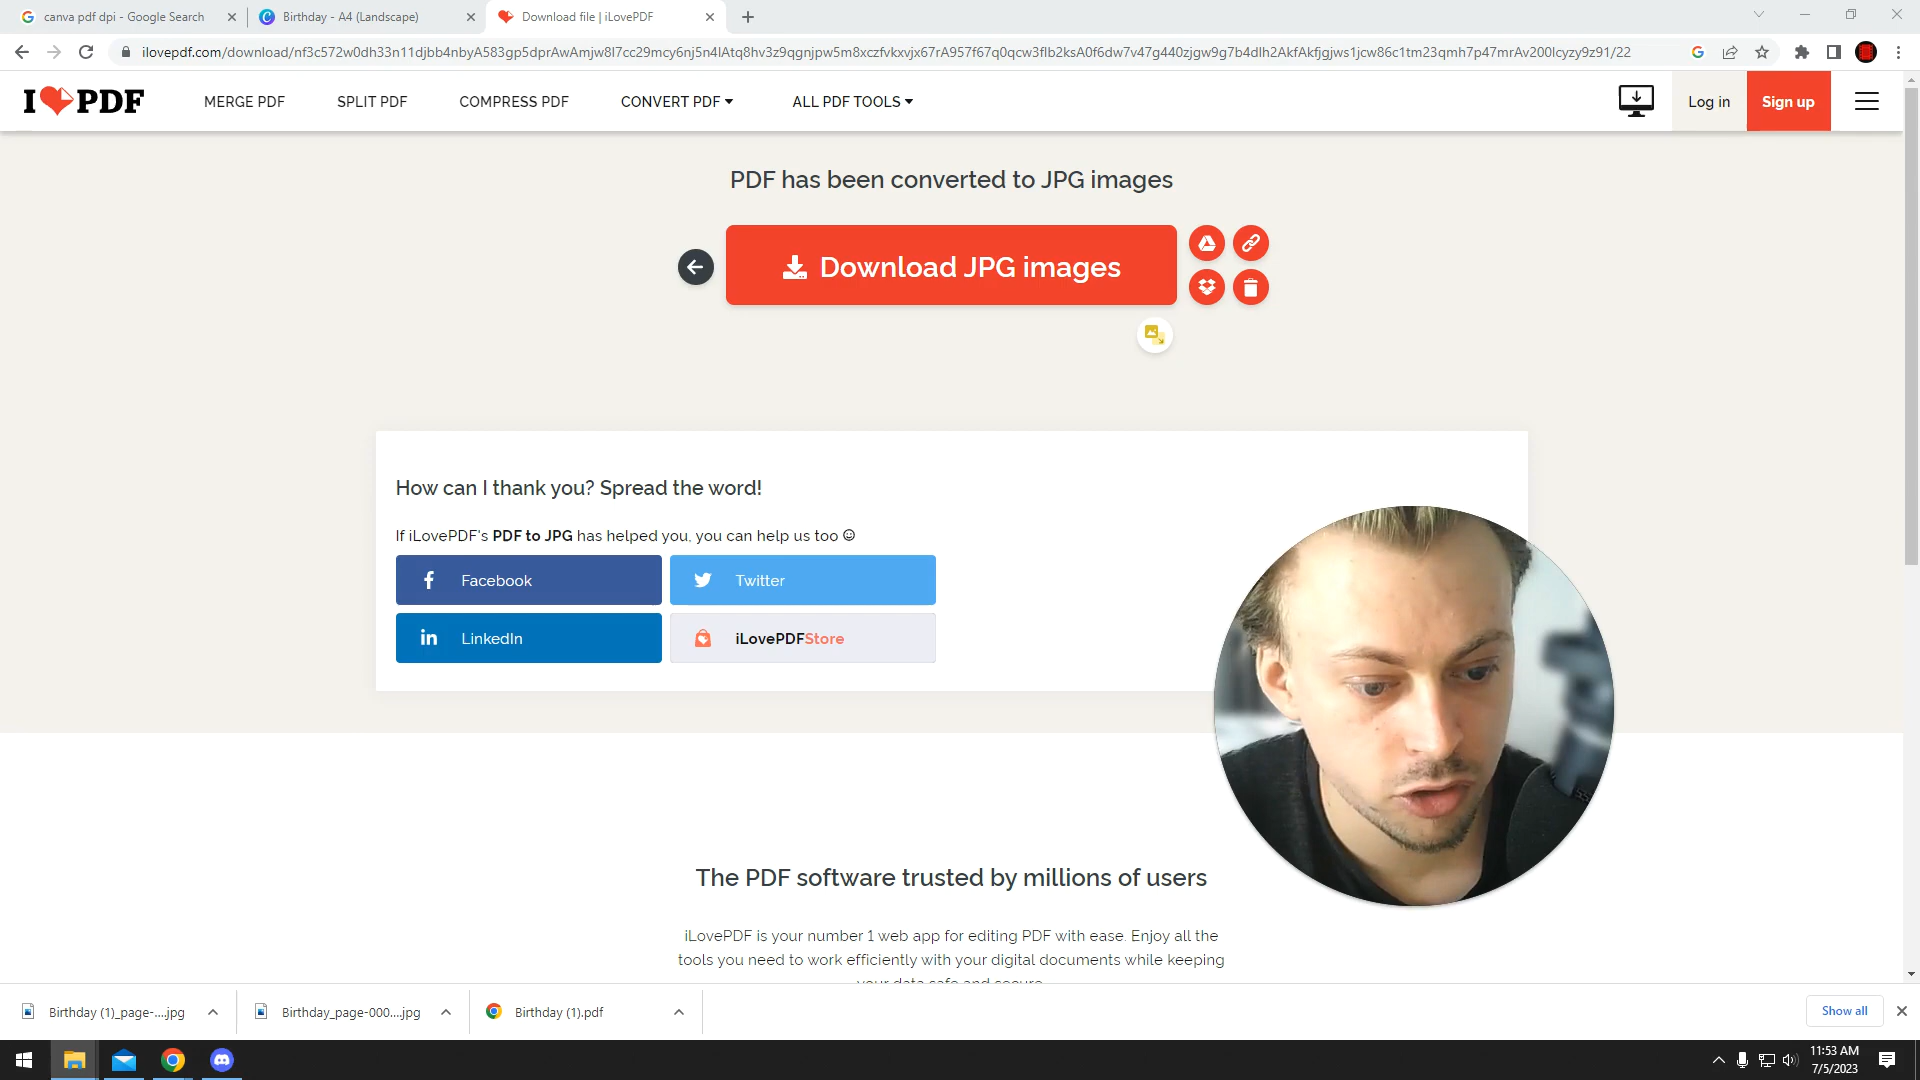 canva pdf dpi - Google Search
Birthday - A4 (Landscape)
Download file | iLovePDF
I PDF
MERGE PDF
SPLIT PDF
COMPRESS PDF
CONVERT PDF
ALL PDF TOOLS
Log in
Sign up
PDF has been converted to JPG images
Download JPG images
How can I thank you? Spread the word!
If iLovePDF's PDF to JPG has helped you, you can help us too
Facebook
Twitter
LinkedIn
iLovePDFStore
The PDF software trusted by millions of users
iLovePDF is your number 1 web app for editing PDF with ease. Enjoy all the
tools you need to work efficiently with your digital documents while keeping
your data safe and secure.
Birthday (1)_page-....jpg
Birthday_page-000....jpg
Birthday (1).pdf
Show all
11:53 AM
7/5/2023